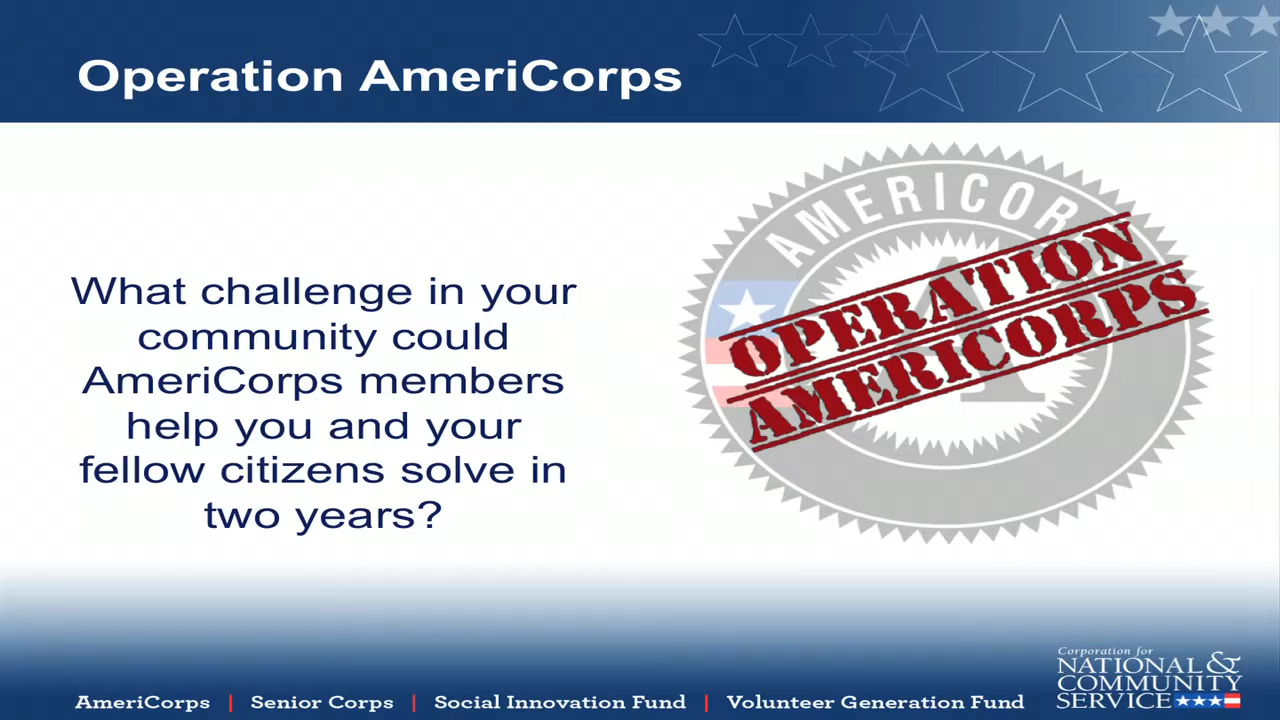 Operation AmeriCorps
What challenge in your
community could
AmeriCorps members
help you and your
fellow citizens solve in
two years?
AMERICOR
A
OPERATION
AMERICORPS
Corporation for
NATIONAL &
COMMUNITY
SERVICE
AmeriCorps | Senior Corps | Social Innovation Fund | Volunteer Generation Fund